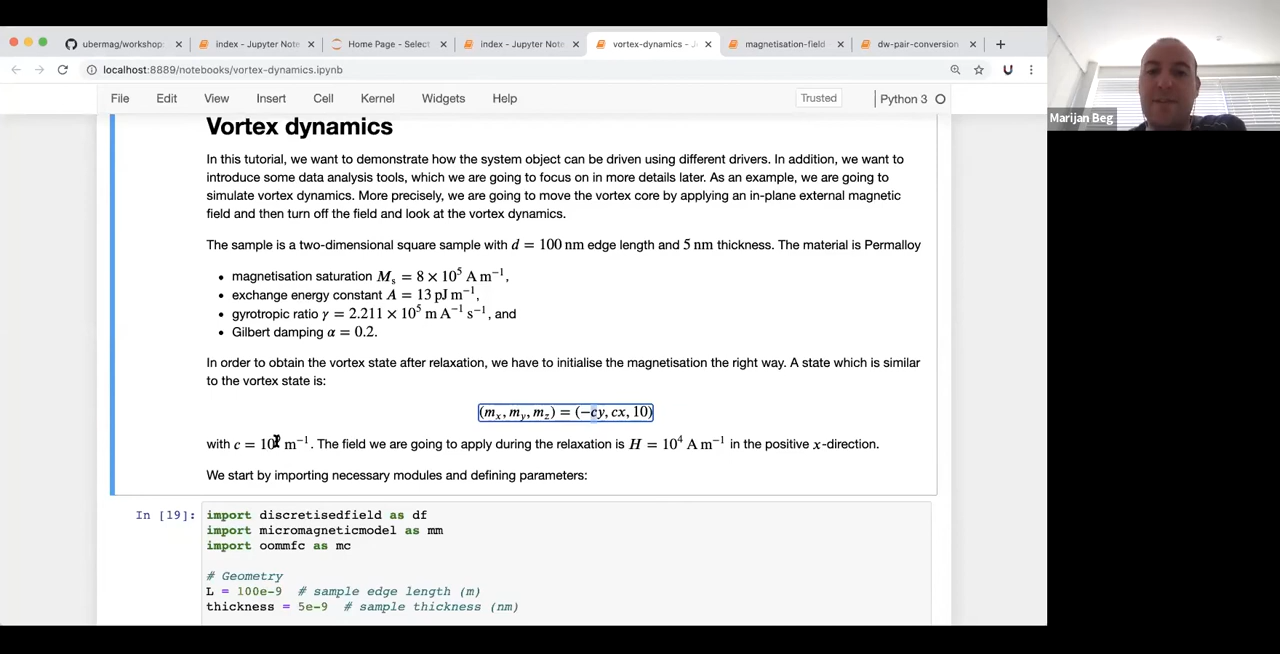 ubermag/workshop:
index - Jupyter Note
Home Page - Select
index - Jupyter Note
vortex-dynamics - J
magnetisation-field
dw-pair-conversion
localhost:8889/notebooks/vortex-dynamics.ipynb
File Edit View Insert Cell Kernel Widgets Help Trusted Python 3
Marijan Beg
Vortex dynamics
In this tutorial, we want to demonstrate how the system object can be driven using different drivers. In addition, we want to
introduce some data analysis tools, which we are going to focus on in more details later. As an example, we are going to
simulate vortex dynamics. More precisely, we are going to move the vortex core by applying an in-plane external magnetic
field and then turn off the field and look at the vortex dynamics.
The sample is a two-dimensional square sample with d = 100 nm edge length and 5 nm thickness. The material is Permalloy
• magnetisation saturation Mₛ = 8 × 10⁵ A m⁻¹,
• exchange energy constant A = 13 pJ m⁻¹,
• gyrotropic ratio γ = 2.211 × 10⁵ m A⁻¹ s⁻¹, and
• Gilbert damping α = 0.2.
In order to obtain the vortex state after relaxation, we have to initialise the magnetisation the right way. A state which is similar
to the vortex state is:
(mₓ, m_y, m_z) = (−cy, cx, 10)
with c = m⁻¹. The field we are going to apply during the relaxation is H = 10⁴ A m⁻¹ in the positive x-direction.
We start by importing necessary modules and defining parameters:
In [19]: import discretisedfield as df
import micromagneticmodel as mm
import oommfc as mc
# Geometry
L = 100e-9 # sample edge length (m)
thickness = 5e-9 # sample thickness (nm)